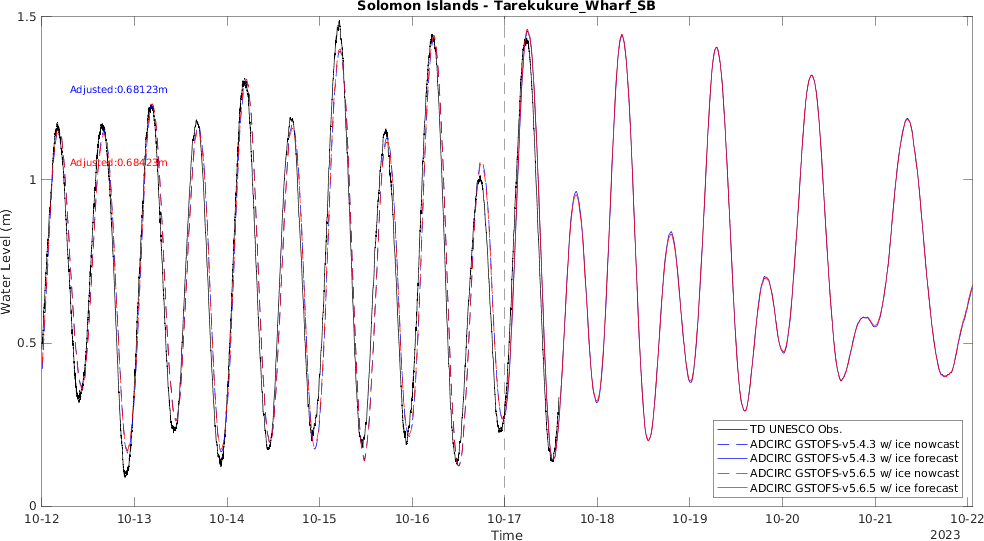 Solomon Islands - Tarekukure_Wharf_SB
1.5
Adjusted:0.68123m
Adjusted:0.68423m
1
Water Level (m)
0.5
TD UNESCO Obs.
ADCIRC GSTOFS-v5.4.3 w/ ice nowcast
ADCIRC GSTOFS-v5.4.3 w/ ice forecast
ADCIRC GSTOFS-v5.6.5 w/ ice nowcast
ADCIRC GSTOFS-v5.6.5 w/ ice forecast
0
10-12 10-13 10-14 10-15 10-16 10-17 10-18 10-19 10-20 10-21 10-22
Time 2023